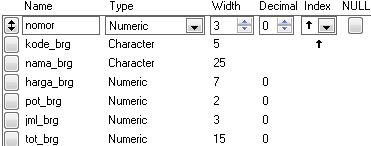 Name Type Width Decimal Index NULL
nomor Numeric 3 0
kode_brg Character 5
nama_brg Character 25
harga_brg Numeric 7 0
pot_brg Numeric 2 0
jml_brg Numeric 3 0
tot_brg Numeric 15 0